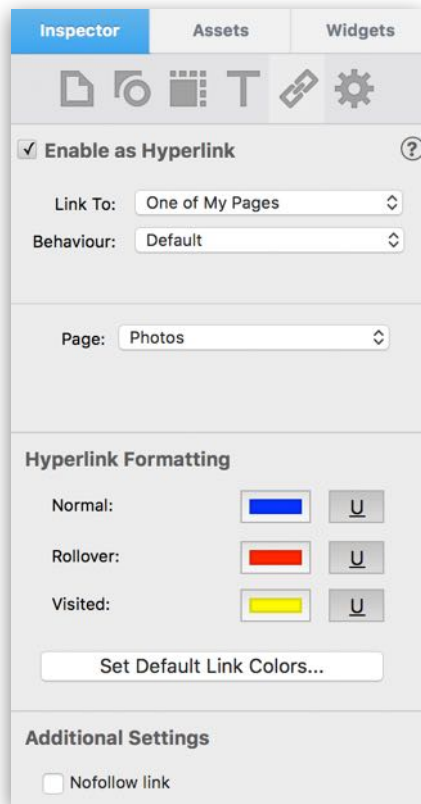 Inspector Assets Widgets
T
Enable as Hyperlink ?
Link To: One of My Pages
Behaviour: Default
Page: Photos
Hyperlink Formatting
Normal: U
Rollover: U
Visited: U
Set Default Link Colors...
Additional Settings
Nofollow link